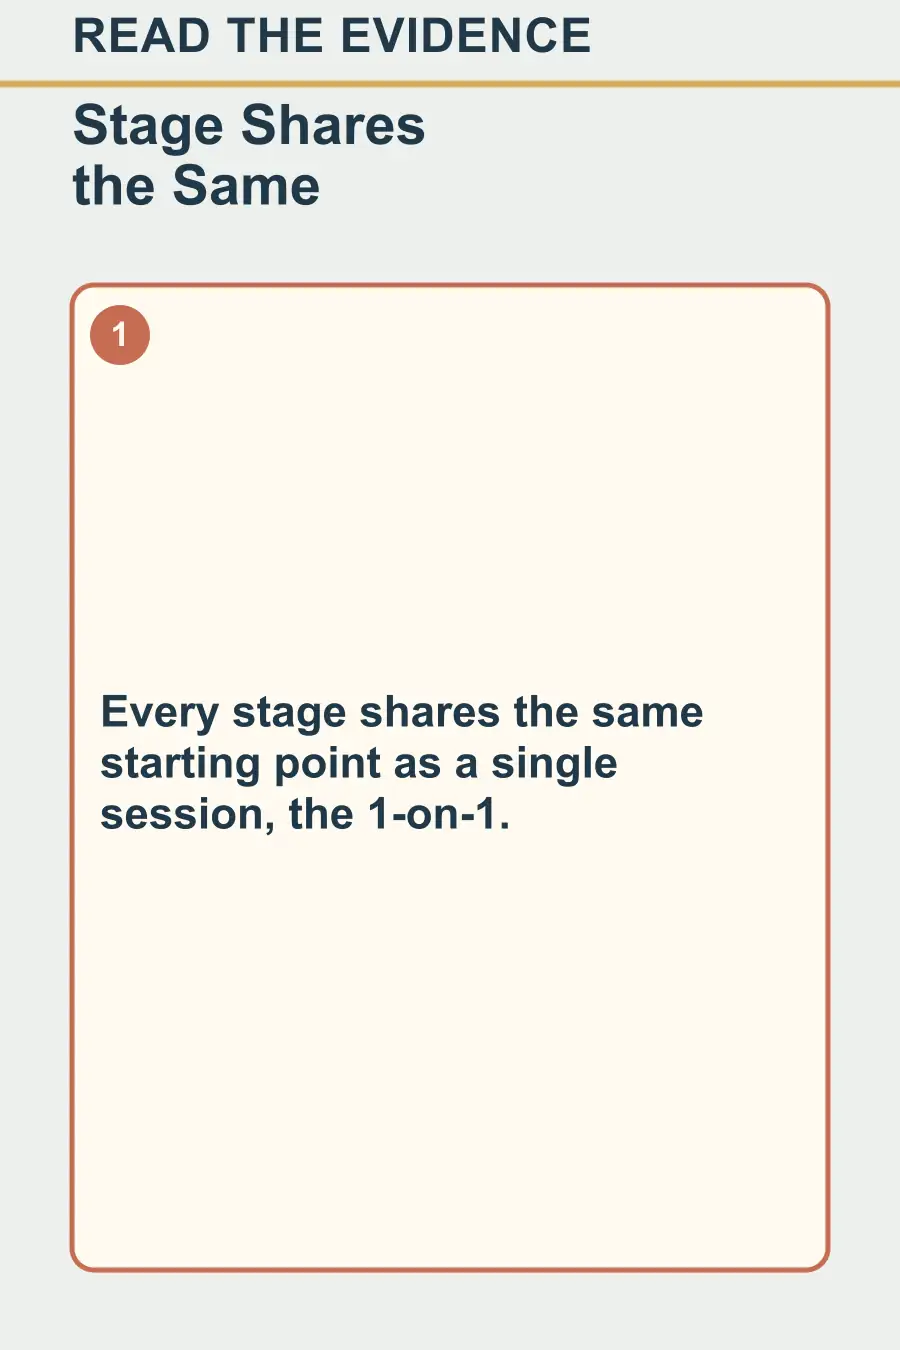 READ THE EVIDENCE
Stage Shares
the Same
1
Every stage shares the same
starting point as a single
session, the 1-on-1.